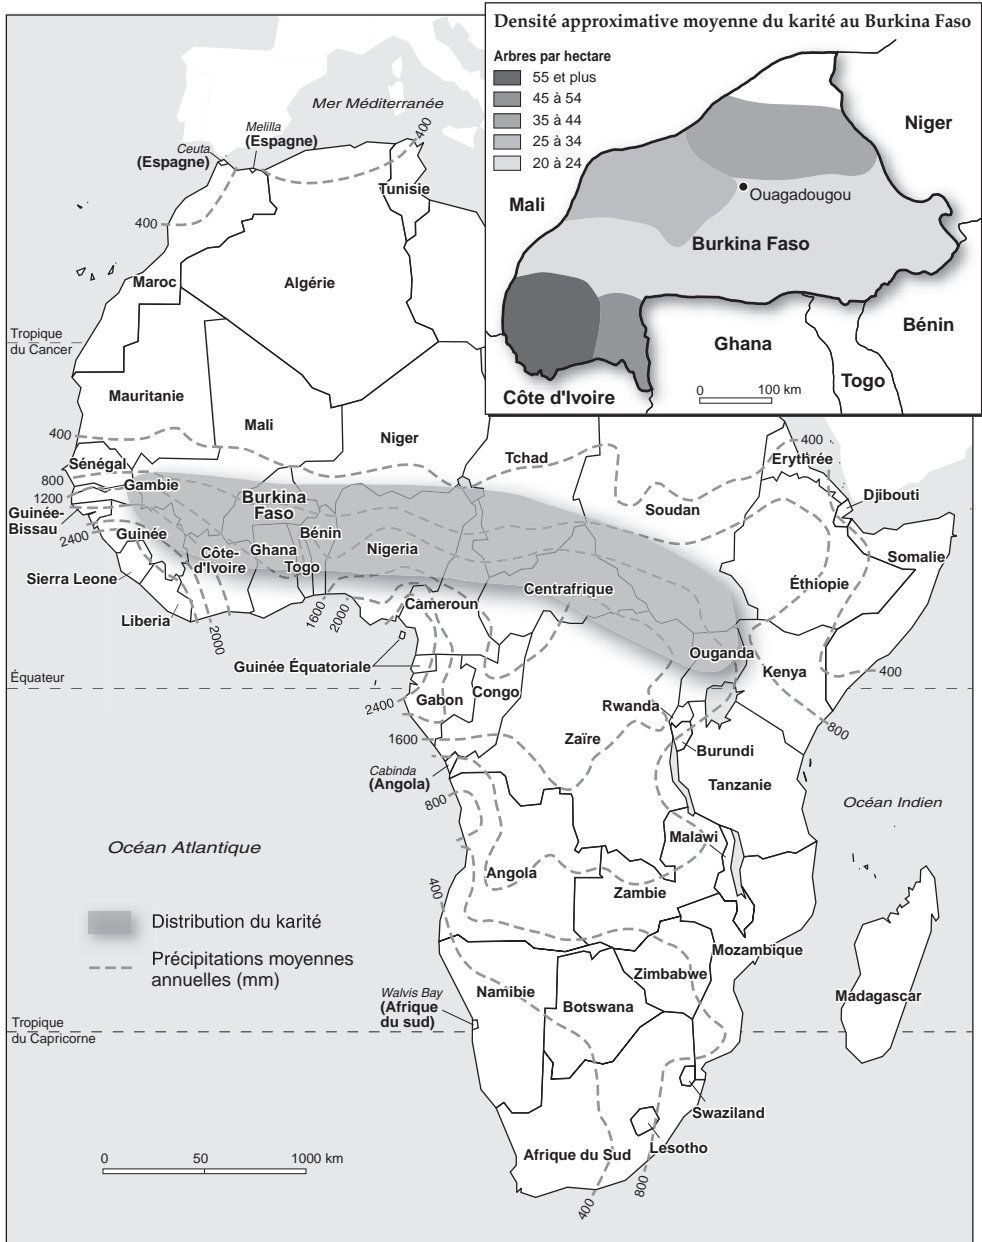 Densité approximative moyenne du karité au Burkina Faso
Arbres par hectare
55 et plus
45 à 54
35 à 44
25 à 34
20 à 24
Niger
Mali
Ouagadougou
Burkina Faso
Bénin
Ghana
Togo
Côte d'Ivoire
0 100 km
Mer Méditerranée
400
Melilla
(Espagne)
Ceuta
(Espagne)
Tunisie
400
Maroc
Algérie
Tropique
du Cancer
Mauritanie
Mali
Niger
Tchad
400
400
Erythrée
Sénégal
800
Gambie
1200
Guinée-
Bissau
2400
Guinée
Burkina
Faso
Bénin
Côte-
d'Ivoire
Ghana
Togo
Nigeria
Soudan
Djibouti
Somalie
Éthiopie
Sierra Leone
Liberia
2000
1600
2000
Cameroun
Centrafrique
Ouganda
Kenya
400
Guinée Équatoriale
Équateur
2400
Gabon
Congo
Rwanda
800
1600
Zaïre
Burundi
Cabinda
(Angola)
800
Tanzanie
Océan Indien
Océan Atlantique
Malawi
400
Angola
Zambie
Distribution du karité
Précipitations moyennes
annuelles (mm)
Mozambique
Zimbabwe
Walvis Bay
(Afrique
du sud)
Namibie
Botswana
Madagascar
Tropique
du Capricorne
Swaziland
Lesotho
Afrique du Sud
0 50 1000 km
400
800